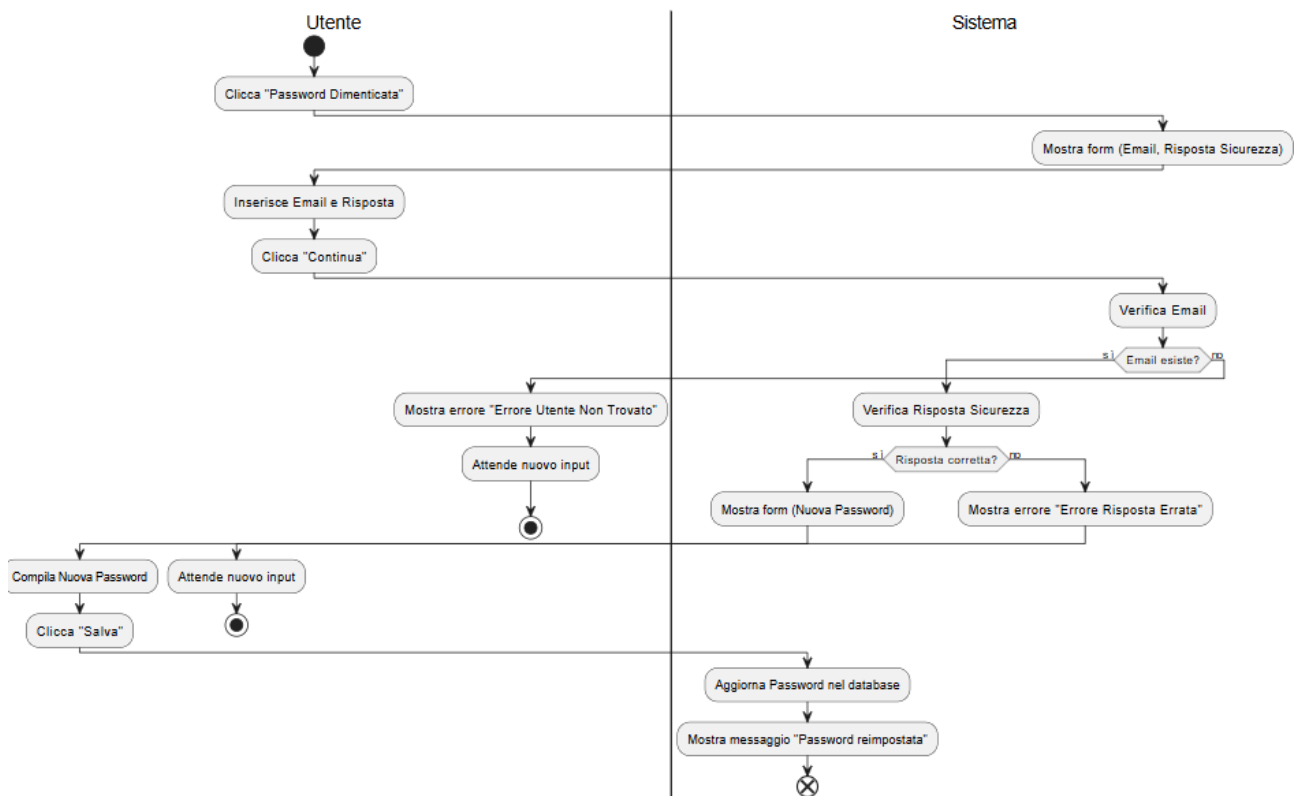 Utente
Sistema
Clicca "Password Dimenticata"
Mostra form (Email, Risposta Sicurezza)
Inserisce Email e Risposta
Clicca "Continua"
Verifica Email
sì
Email esiste?
no
Mostra errore "Errore Utente Non Trovato"
Verifica Risposta Sicurezza
Attende nuovo input
sì
Risposta corretta?
no
Mostra form (Nuova Password)
Mostra errore "Errore Risposta Errata"
Compila Nuova Password
Attende nuovo input
Clicca "Salva"
Aggiorna Password nel database
Mostra messaggio "Password reimpostata"